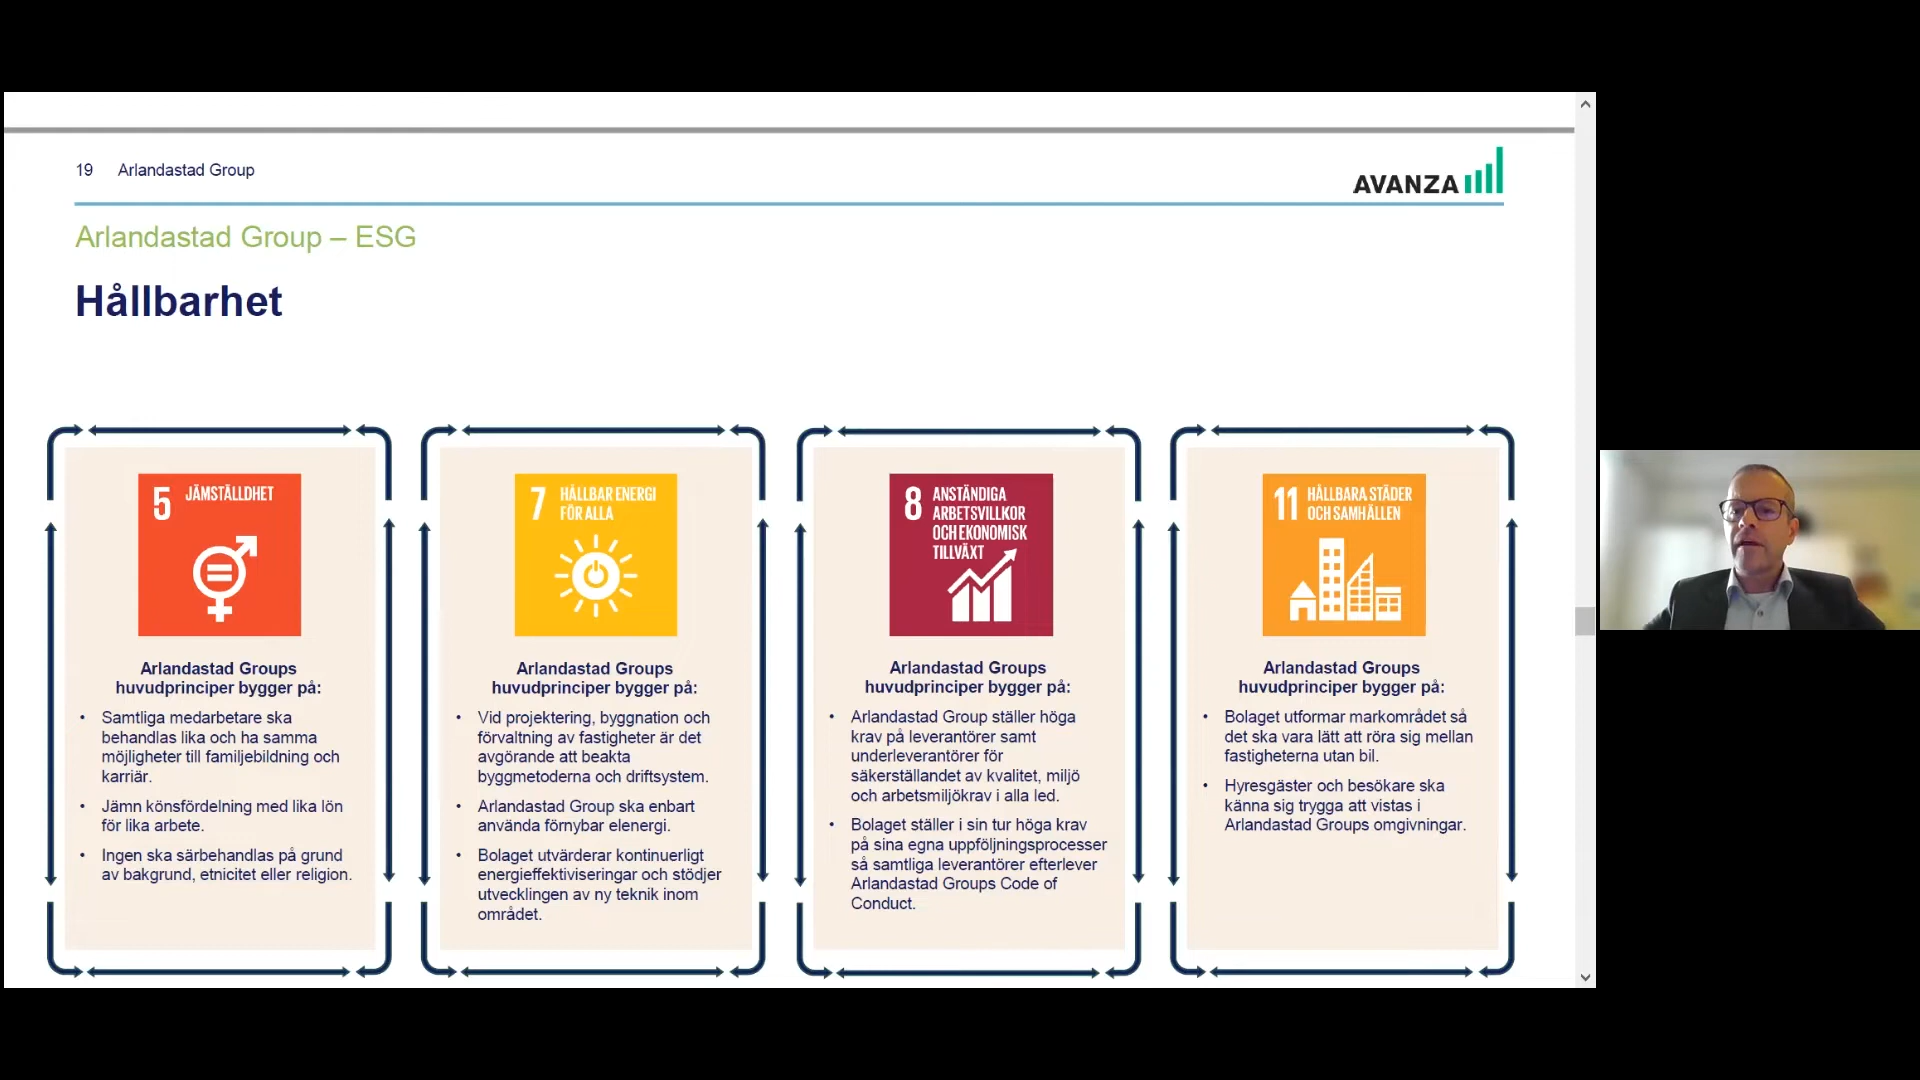 19 Arlandastad Group
AVANZA
Arlandastad Group – ESG
Hållbarhet
5 JÄMSTÄLLDHET
Arlandastad Groups
huvudprinciper bygger på:
• Samtliga medarbetare ska
behandlas lika och ha samma
möjligheter till familjebildning och
karriär.
• Jämn könsfördelning med lika lön
för lika arbete.
• Ingen ska särbehandlas på grund
av bakgrund, etnicitet eller religion.
7 HÅLLBAR ENERGI
FÖR ALLA
Arlandastad Groups
huvudprinciper bygger på:
• Vid projektering, byggnation och
förvaltning av fastigheter är det
avgörande att beakta
byggmetoderna och driftsystem.
• Arlandastad Group ska enbart
använda förnybar elenergi.
• Bolaget utvärderar kontinuerligt
energieffektiviseringar och stödjer
utvecklingen av ny teknik inom
området.
8 ANSTÄNDIGA
ARBETSVILLKOR
OCH EKONOMISK
TILLVÄXT
Arlandastad Groups
huvudprinciper bygger på:
• Arlandastad Group ställer höga
krav på leverantörer samt
underleverantörer för
säkerställandet av kvalitet, miljö
och arbetsmiljökrav i alla led.
• Bolaget ställer i sin tur höga krav
på sina egna uppföljningsprocesser
så samtliga leverantörer efterlever
Arlandastad Groups Code of
Conduct.
11 HÅLLBARA STÄDER
OCH SAMHÄLLEN
Arlandastad Groups
huvudprinciper bygger på:
• Bolaget utformar markområdet så
det ska vara lätt att röra sig mellan
fastigheterna utan bil.
• Hyresgäster och besökare ska
känna sig trygga att vistas i
Arlandastad Groups omgivningar.